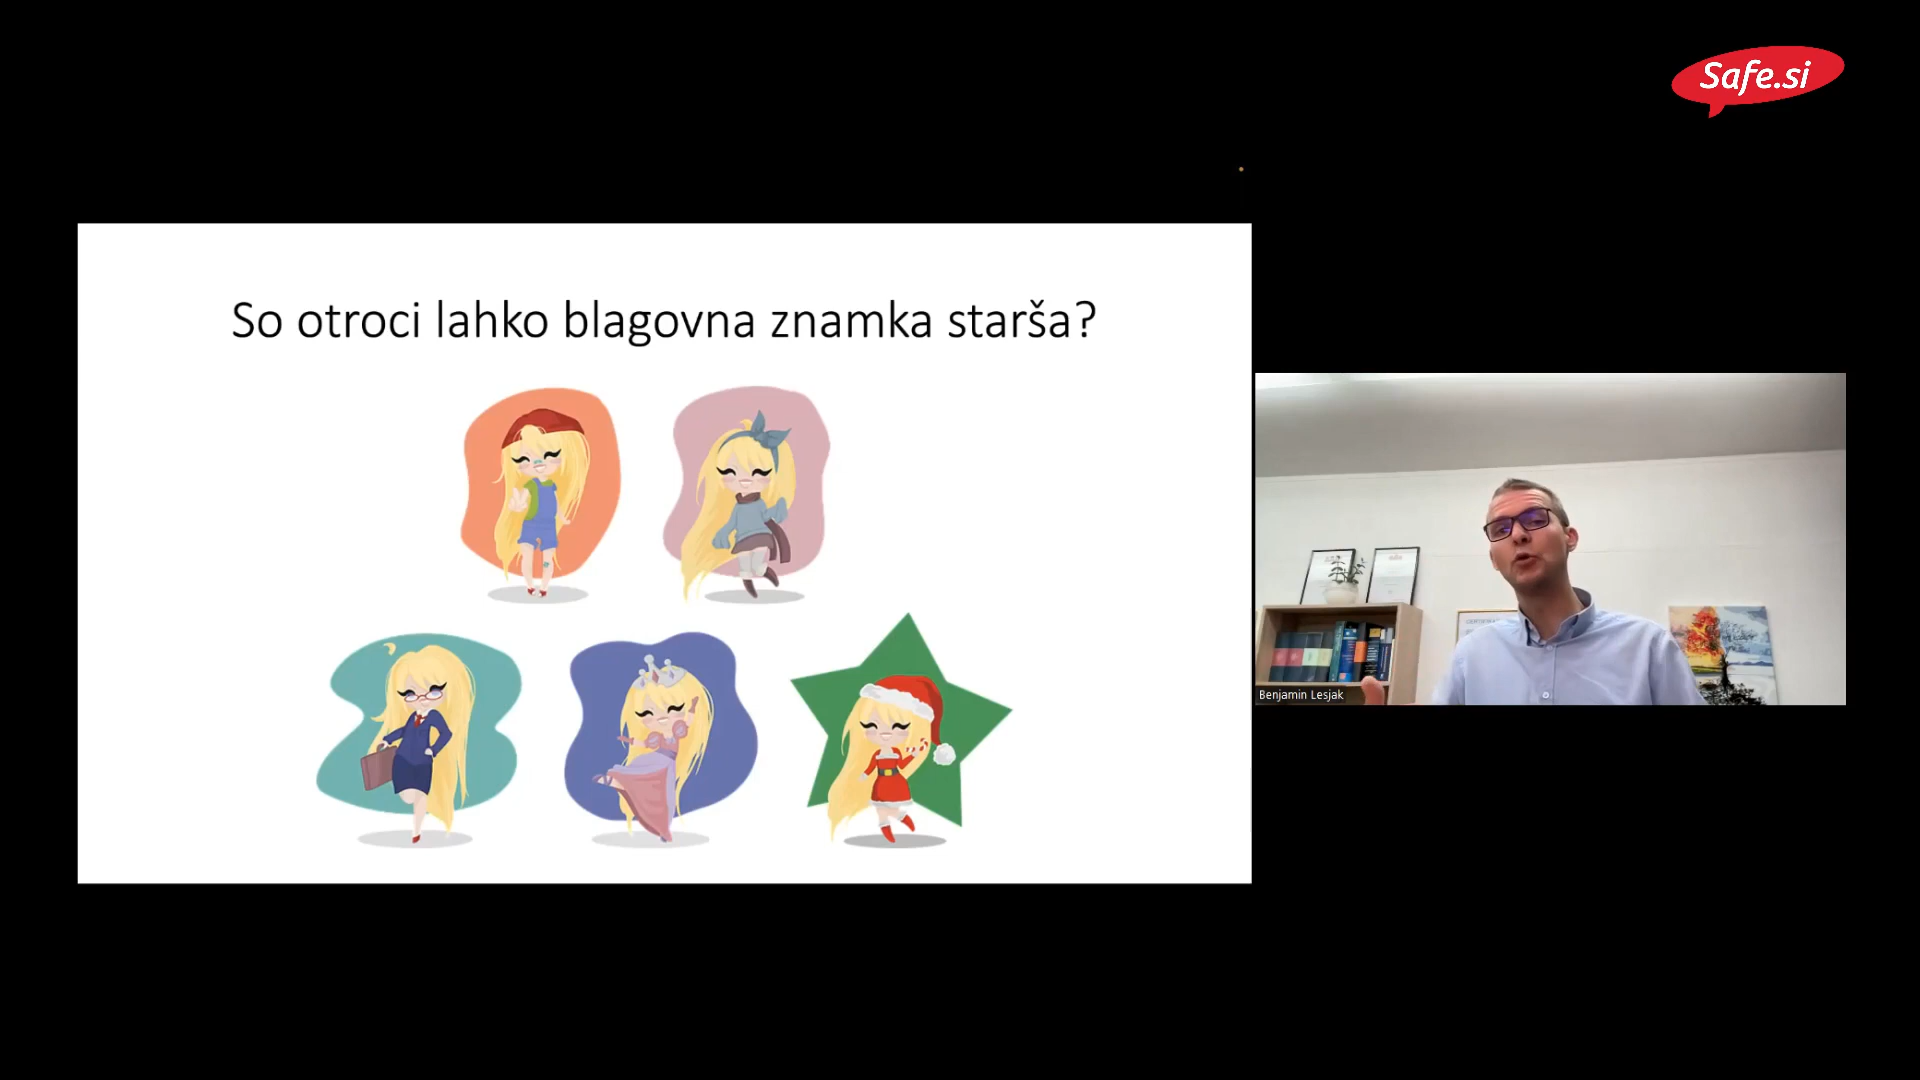 Safe.si
So otroci lahko blagovna znamka starša?
Benjamin Lesjak